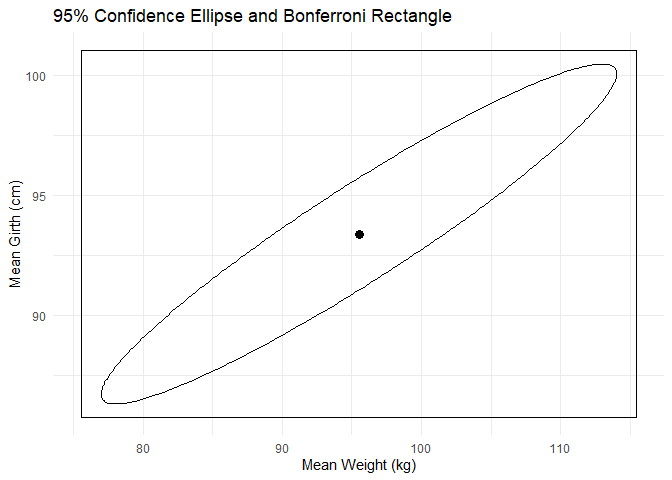 95% Confidence Ellipse and Bonferroni Rectangle
100
95
90
Mean Girth (cm)
80
90
100
110
Mean Weight (kg)